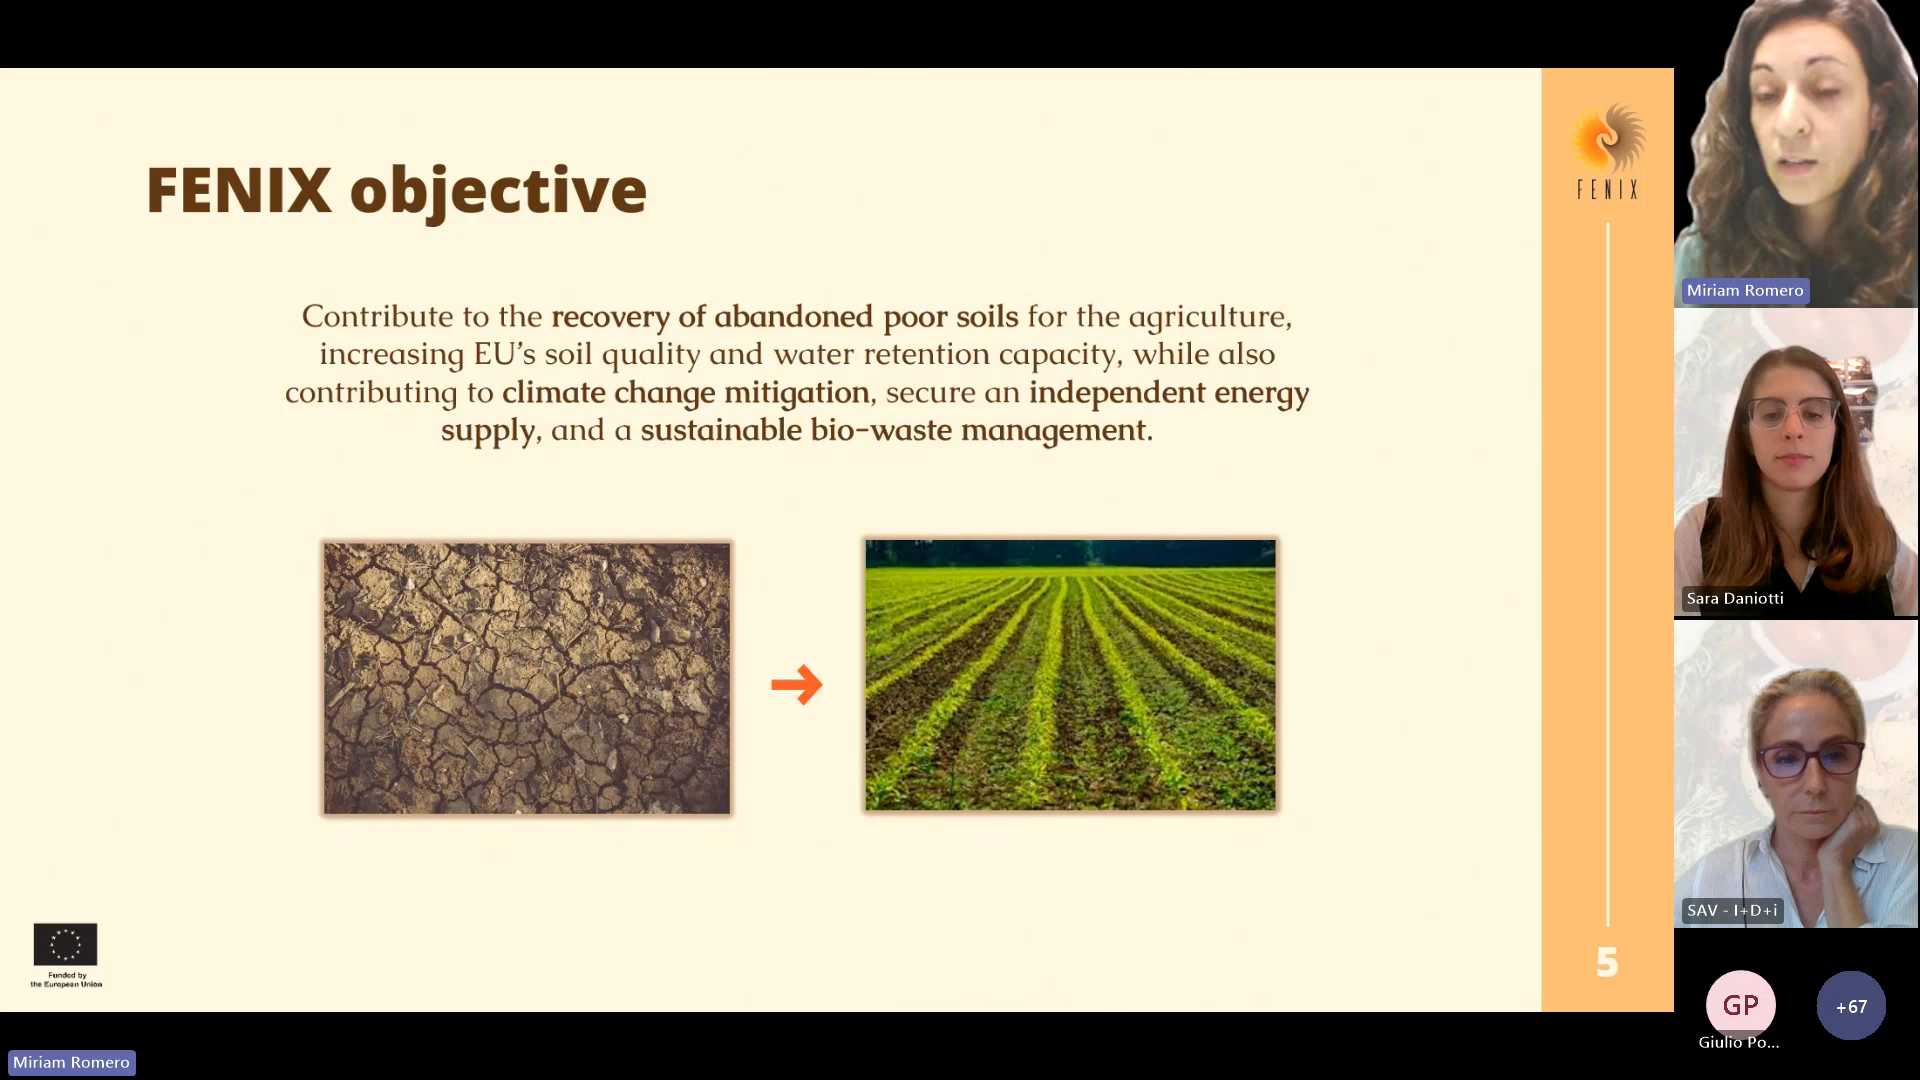 FENIX objective
Contribute to the recovery of abandoned poor soils for the agriculture,
increasing EU’s soil quality and water retention capacity, while also
contributing to climate change mitigation, secure an independent energy
supply, and a sustainable bio-waste management.
Funded by
the European Union
FENIX
5
Miriam Romero
Sara Daniotti
SAV - I+D+i
GP
Giulio Po...
+67
Miriam Romero